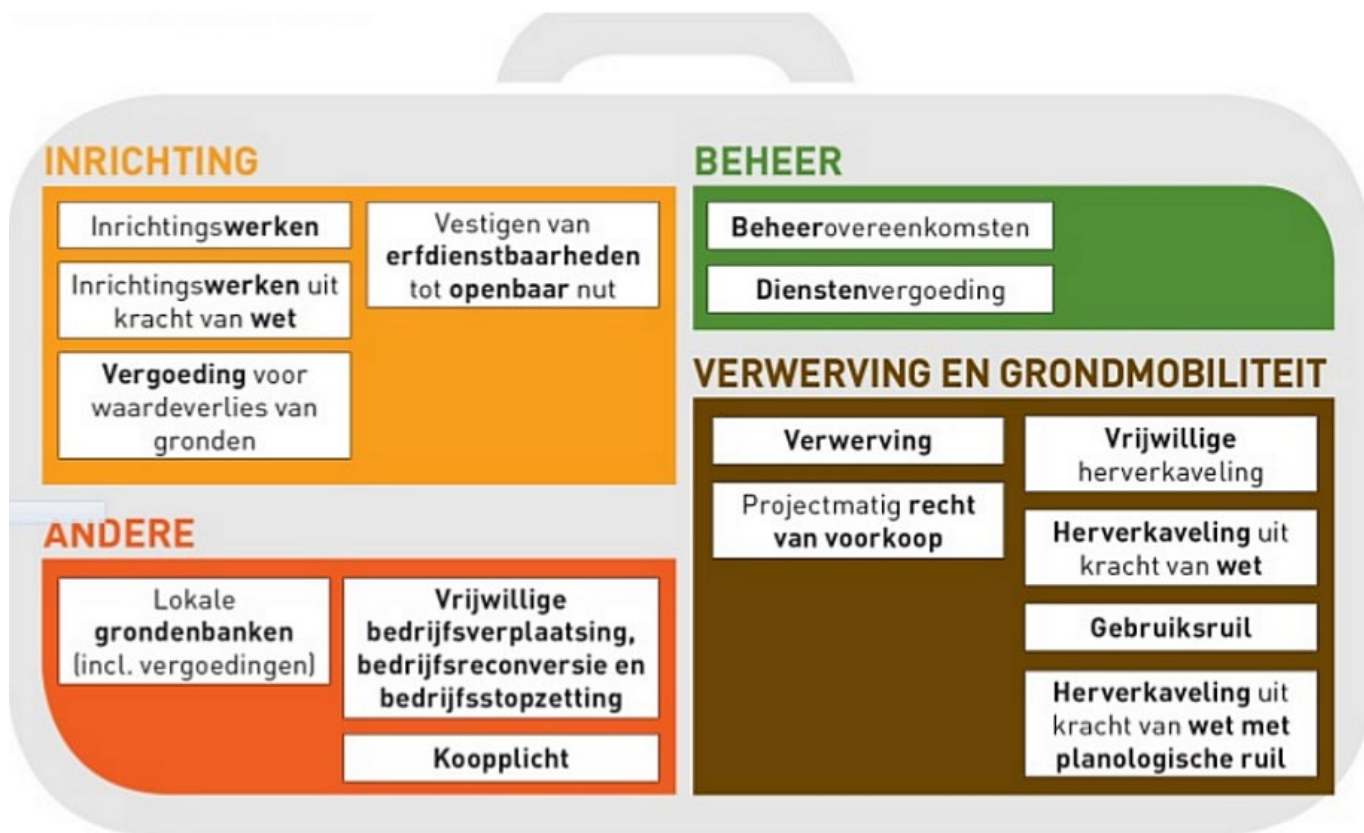 INRICHTING
Inrichtingswerken
Inrichtingswerken uit
kracht van wet
Vergoeding voor
waardeverlies van
gronden
Vestigen van
erfdienstbaarheden
tot openbaar nut
BEHEER
Beheerovereenkomsten
Dienstenvergoeding
ANDERE
Lokale
grondenbanken
(incl. vergoedingen)
Vrijwillige
bedrijfsverplaatsing,
bedrijfsreconversie en
bedrijfsstopzetting
Koopplicht
VERWERVING EN GRONDMOBILITEIT
Verwerving
Projectmatig recht
van voorkoop
Vrijwillige
herverkaveling
Herverkaveling uit
kracht van wet
Gebruiksruil
Herverkaveling uit
kracht van wet met
planologische ruil